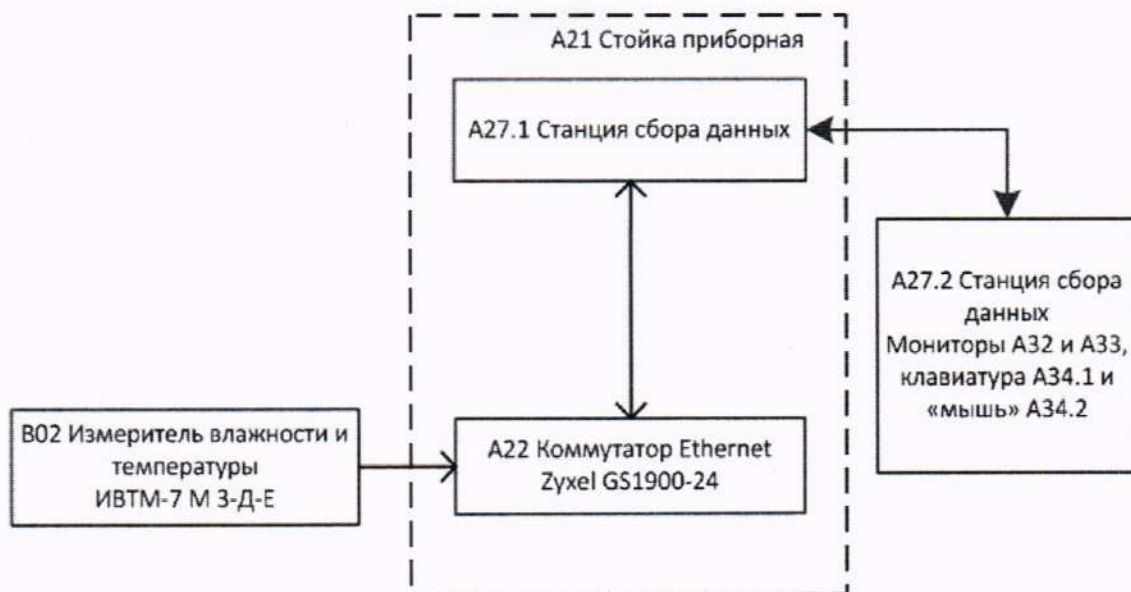 А21 Стойка приборная
А27.1 Станция сбора данных
А27.2 Станция сбора
данных
Мониторы А32 и А33,
клавиатура А34.1 и
«мышь» А34.2
В02 Измеритель влажности и
температуры
ИВТМ-7 М 3-Д-Е
А22 Коммутатор Ethernet
Zyxel GS1900-24